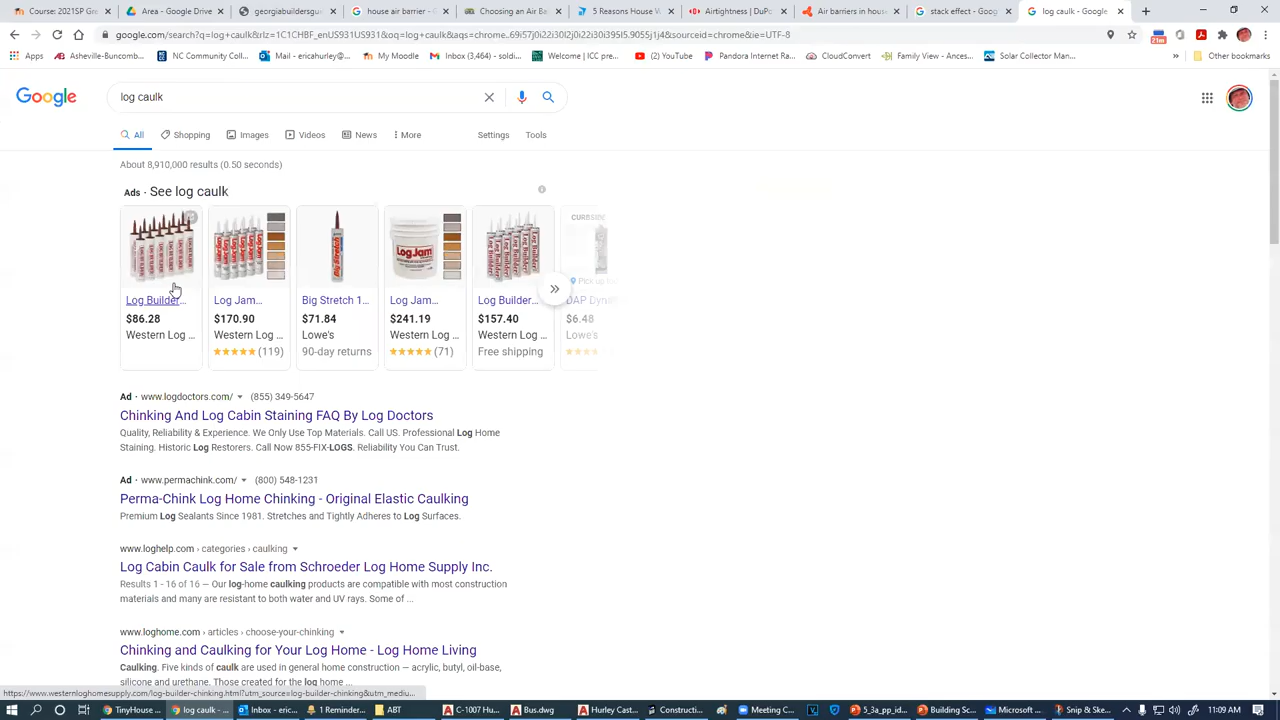 2021SP Gr
Google Drive
georgiabuildersgu
house air barrier -
Choosing an Air Ba
5 Reasons House W
Airtightness | DuPo
Air barriers in hous
stack effect - Goog
log caulk - Google
google.com/search?q=log+caulk&rlz=1C1CHBF_enUS931US931&oq=log+caulk&aqs=chrome..69i57j0i22i30l2j0i22i30i395l5.9055j1j4&sourceid=chrome&ie=UTF-8
21m
Apps
Asheville-Buncomb...
NC Community Coll...
Mail - ericahurley@...
My Moodle
Inbox (3,464) - soldi...
Welcome | ICC pre...
(2) YouTube
Pandora Internet Ra...
CloudConvert
Family View - Ances...
Solar Collector Man...
»
Other bookmarks
Google
log caulk
All
Shopping
Images
Videos
News
More
Settings
Tools
About 8,910,000 results (0.50 seconds)
Ads · See log caulk
CURBSIDE
Pick up
Log Builder...
Log Jam...
Big Stretch 1...
Log Jam...
Log Builder...
DAP Dyna
$86.28
$170.90
$71.84
$241.19
$157.40
$6.48
Western Log ...
Western Log ...
Lowe's
Western Log ...
Western Log ...
Lowe's
(119)
90-day returns
(71)
Free shipping
Ad · www.logdoctors.com/ (855) 349-5647
Chinking And Log Cabin Staining FAQ By Log Doctors
Quality, Reliability & Experience. We Only Use Top Materials. Call US. Professional Log Home
Staining. Historic Log Restorers. Call Now 855-FIX-LOGS. Reliability You Can Trust.
Ad · www.permachink.com/ (800) 548-1231
Perma-Chink Log Home Chinking - Original Elastic Caulking
Premium Log Sealants Since 1981. Stretches and Tightly Adheres to Log Surfaces.
www.loghelp.com › categories › caulking
Log Cabin Caulk for Sale from Schroeder Log Home Supply Inc.
Results 1 - 16 of 16 — Our log-home caulking products are compatible with most construction
materials and many are resistant to both water and UV rays. Some of ...
www.loghome.com › articles › choose-your-chinking
Chinking and Caulking for Your Log Home - Log Home Living
Caulking. Five kinds of caulk are used in general home construction — acrylic, butyl, oil-base,
silicone and urethane. Those created for the log home ...
https://www.westernloghomesupply.com/log-builder-chinking.html?utm_source=log-builder-chinking&utm_mediu...
TinyHouse ...
log caulk - ...
Inbox - eric...
1 Reminder...
ABT
C-1007 Hu...
Bus.dwg
Hurley Cast...
Meeting C...
5_3a_ppz...
Building Sc...
Microsoft ...
Snip & Ske...
11:09 AM